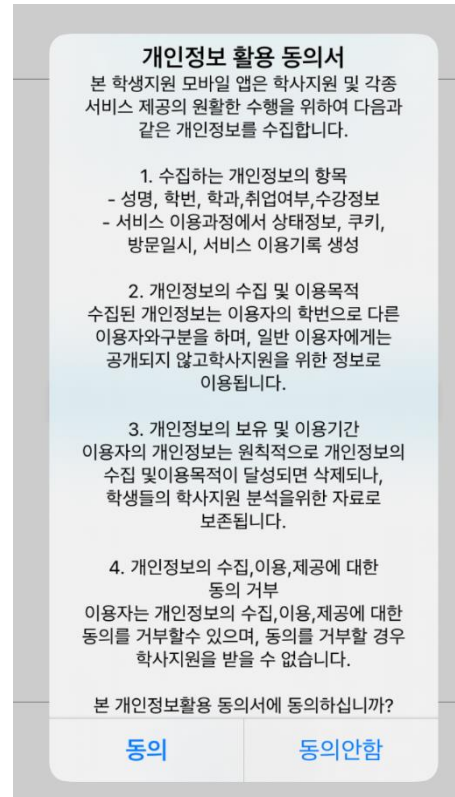 개인정보 활용 동의서
본 학생지원 모바일 앱은 학사지원 및 각종
서비스 제공의 원활한 수행을 위하여 다음과
같은 개인정보를 수집합니다.
1. 수집하는 개인정보의 항목
- 성명, 학번, 학과,취업여부,수강정보
- 서비스 이용과정에서 상태정보, 쿠키,
방문일시, 서비스 이용기록 생성
2. 개인정보의 수집 및 이용목적
수집된 개인정보는 이용자의 학번으로 다른
이용자와구분을 하며, 일반 이용자에게는
공개되지 않고학사지원을 위한 정보로
이용됩니다.
3. 개인정보의 보유 및 이용기간
이용자의 개인정보는 원칙적으로 개인정보의
수집 및이용목적이 달성되면 삭제되나,
학생들의 학사지원 분석을위한 자료로
보존됩니다.
4. 개인정보의 수집,이용,제공에 대한
동의 거부
이용자는 개인정보의 수집,이용,제공에 대한
동의를 거부할수 있으며, 동의를 거부할 경우
학사지원을 받을 수 없습니다.
본 개인정보활용 동의서에 동의하십니까?
동의
동의안함